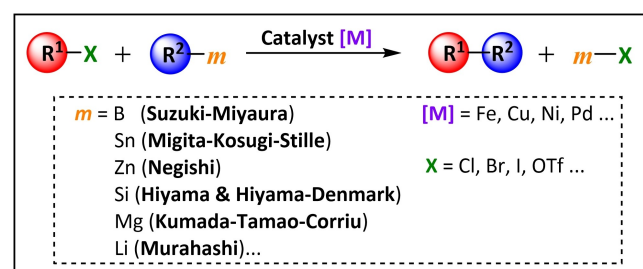 R¹–X + R²–m Catalyst [M] R¹–R² + m–X
m = B (Suzuki-Miyaura) [M] = Fe, Cu, Ni, Pd ...
Sn (Migita-Kosugi-Stille)
Zn (Negishi) X = Cl, Br, I, OTf ...
Si (Hiyama & Hiyama-Denmark)
Mg (Kumada-Tamao-Corriu)
Li (Murahashi)...